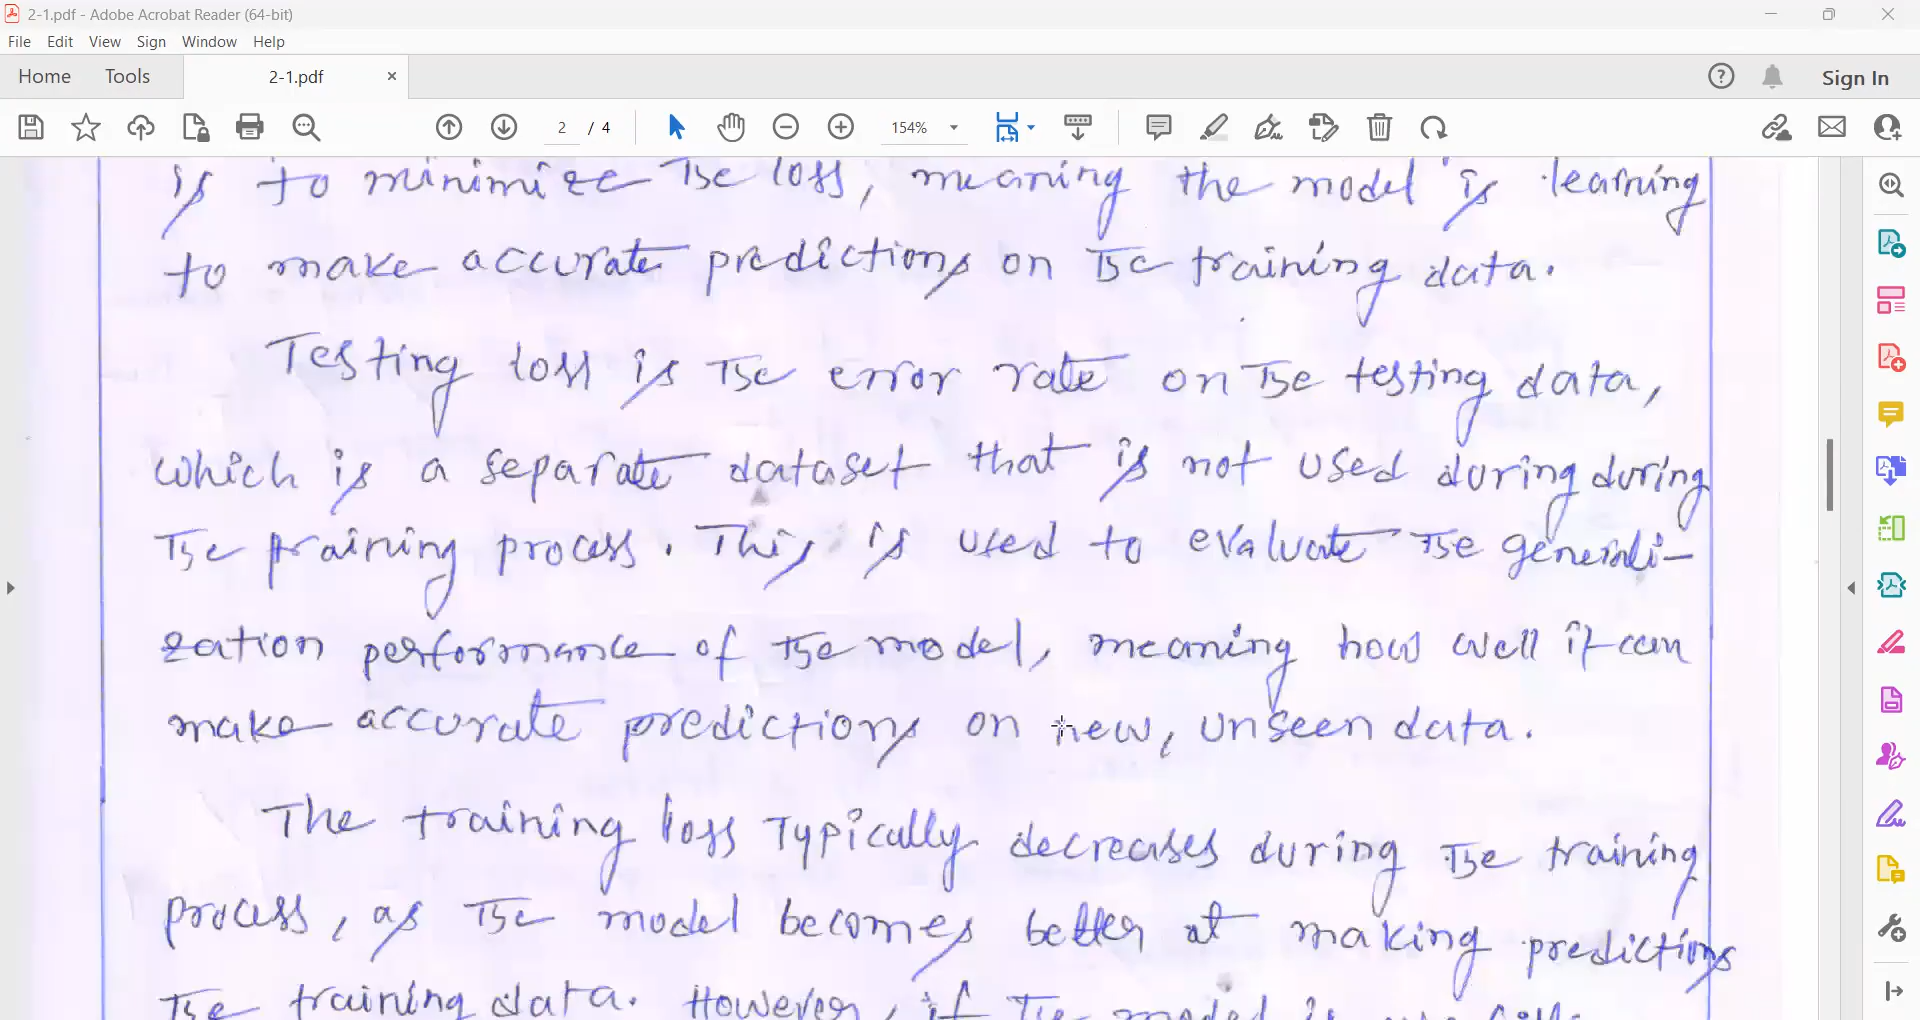 2-1.pdf - Adobe Acrobat Reader (64-bit)
File Edit View Sign Window Help
Home Tools 2-1.pdf × Sign In
2 / 4 154%
is to minimize the loss, meaning the model is learning
to make accurate predictions on the training data.
Testing loss is the error rate on the testing data,
which is a separate dataset that is not used during during
the training process. This is used to evaluate the generali-
zation performance of the model, meaning how well it can
make accurate predictions on new, unseen data.
The training loss typically decreases during the training
process, as the model becomes better at making predictions
the training data. However, if the model is